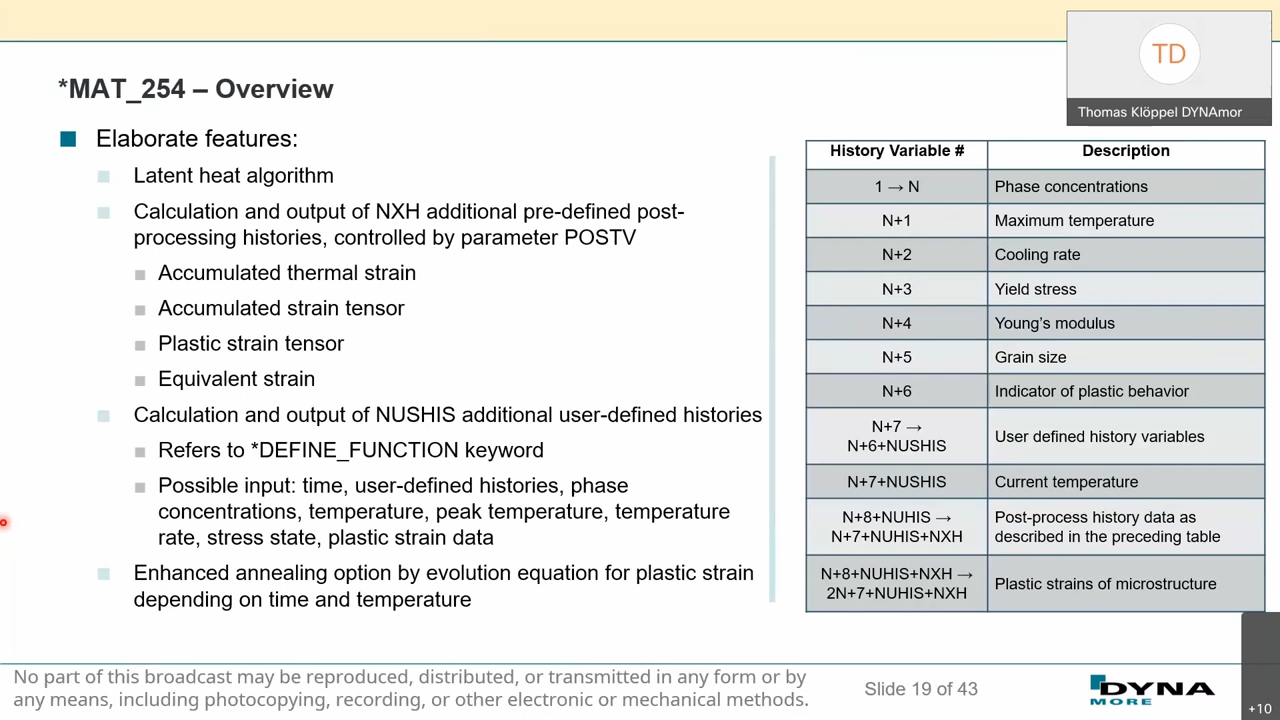 *MAT_254 – Overview
TD
Thomas Klöppel DYNAmor
Elaborate features:
Latent heat algorithm
Calculation and output of NXH additional pre-defined post-
processing histories, controlled by parameter POSTV
Accumulated thermal strain
Accumulated strain tensor
Plastic strain tensor
Equivalent strain
Calculation and output of NUSHIS additional user-defined histories
Refers to *DEFINE_FUNCTION keyword
Possible input: time, user-defined histories, phase
concentrations, temperature, peak temperature, temperature
rate, stress state, plastic strain data
Enhanced annealing option by evolution equation for plastic strain
depending on time and temperature
History Variable # Description
1 → N Phase concentrations
N+1 Maximum temperature
N+2 Cooling rate
N+3 Yield stress
N+4 Young’s modulus
N+5 Grain size
N+6 Indicator of plastic behavior
N+7 →
N+6+NUSHIS
User defined history variables
N+7+NUSHIS Current temperature
N+8+NUHIS →
N+7+NUHIS+NXH
Post-process history data as
described in the preceding table
N+8+NUHIS+NXH →
2N+7+NUHIS+NXH
Plastic strains of microstructure
No part of this broadcast may be reproduced, distributed, or transmitted in any form or by
any means, including photocopying, recording, or other electronic or mechanical methods.
Slide 19 of 43
DYNA
MORE
+10